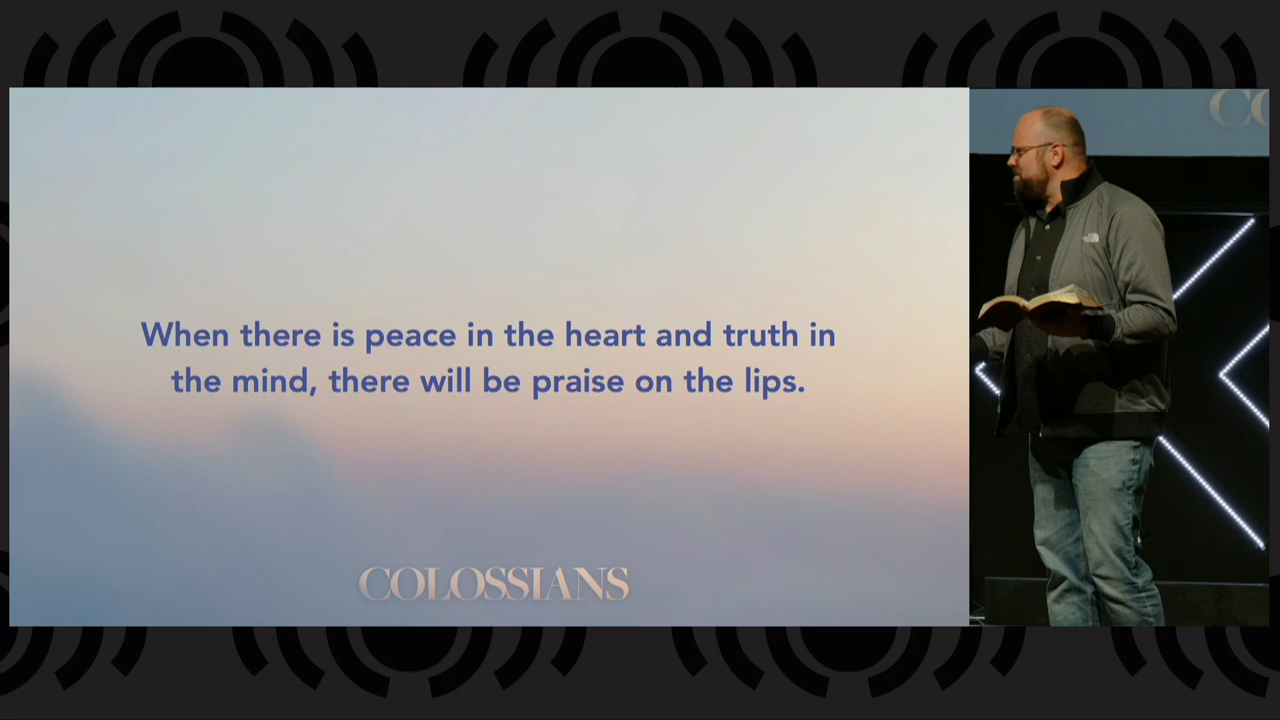 When there is peace in the heart and truth in
the mind, there will be praise on the lips.
COLOSSIANS
CO